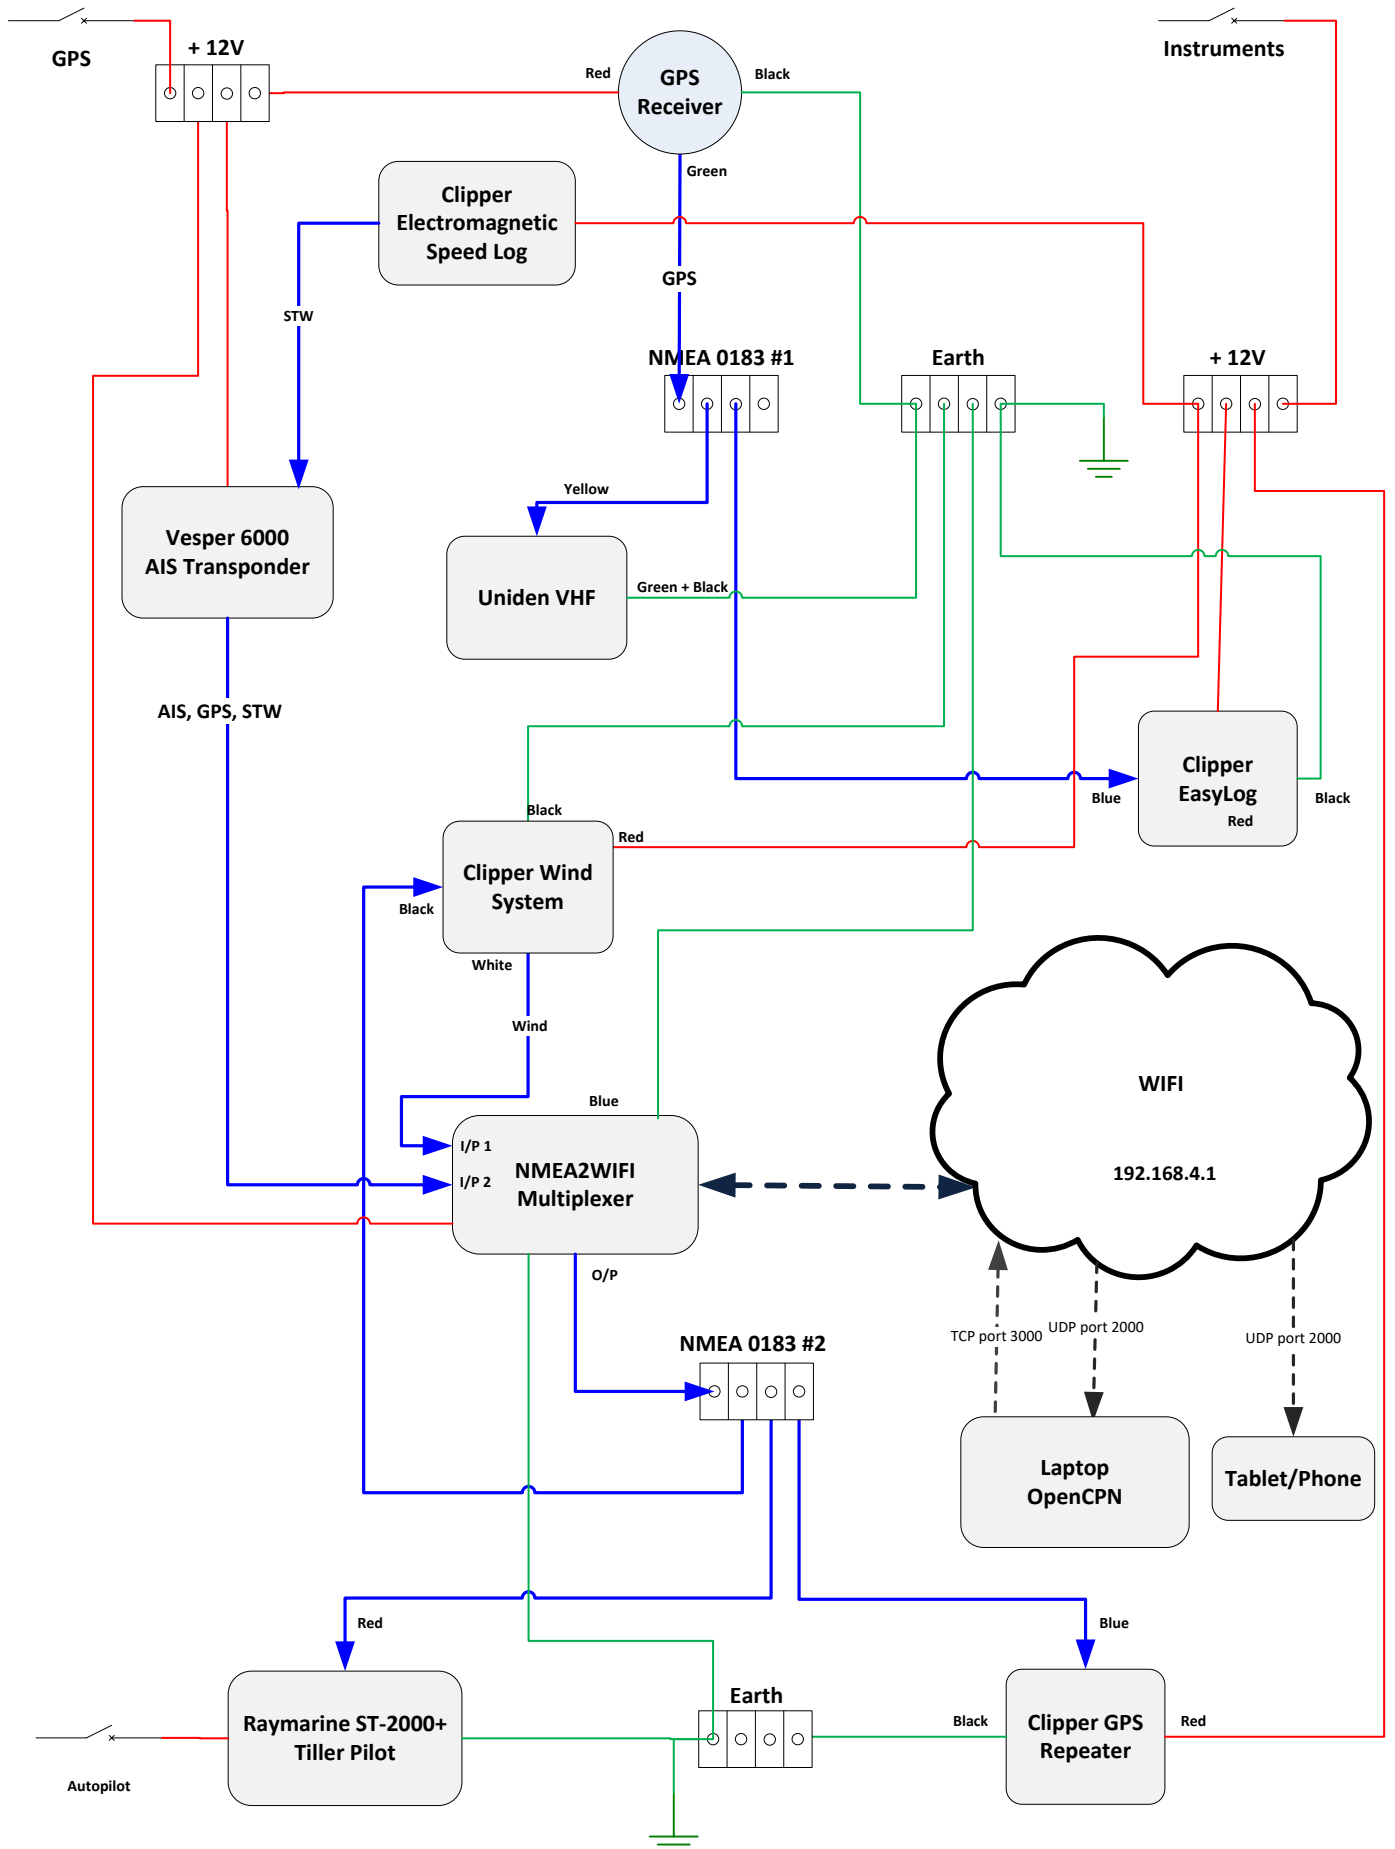 GPS
+ 12V
Instruments
Red
GPS
Receiver
Black
Green
Clipper
Electromagnetic
Speed Log
GPS
STW
NMEA 0183 #1
Earth
+ 12V
Yellow
Vesper 6000
AIS Transponder
Uniden VHF
Green + Black
AIS, GPS, STW
Clipper
EasyLog
Red
Blue
Black
Black
Red
Clipper Wind
System
Black
White
Wind
WIFI
192.168.4.1
Blue
I/P 1
I/P 2
NMEA2WIFI
Multiplexer
O/P
TCP port 3000
UDP port 2000
UDP port 2000
NMEA 0183 #2
Laptop
OpenCPN
Tablet/Phone
Red
Blue
Raymarine ST-2000+
Tiller Pilot
Earth
Black
Clipper GPS
Repeater
Red
Autopilot